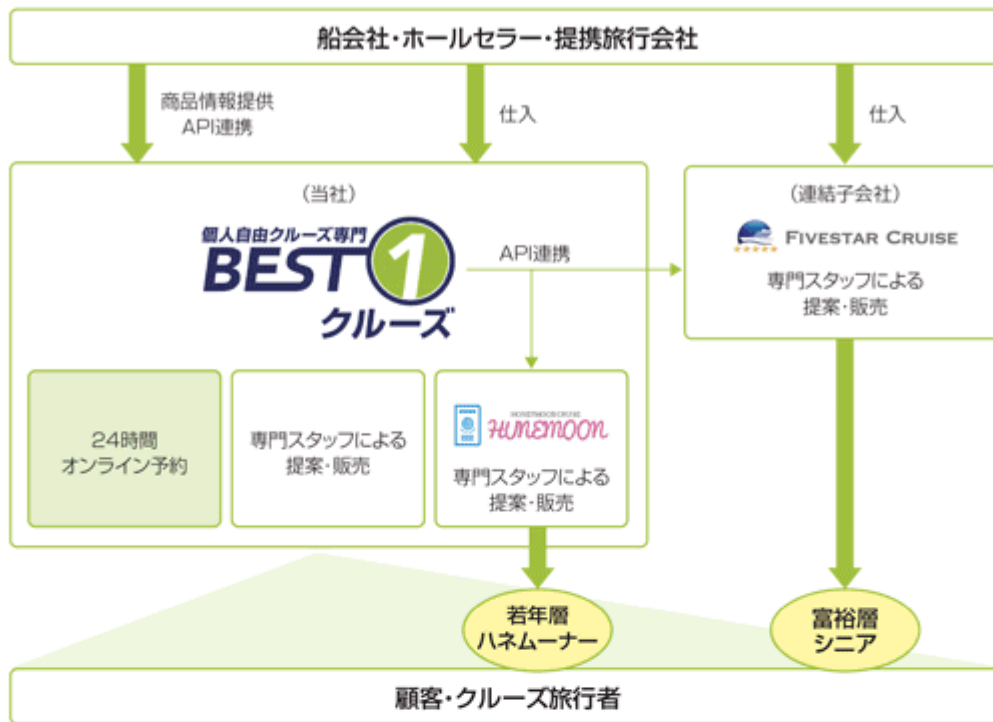 船会社・ホールセラー・提携旅行会社
商品情報提供
API連携
仕入
仕入
（当社）
個人自由クルーズ専門
BEST1
クルーズ
API連携
（連結子会社）
FIVESTAR CRUISE
専門スタッフによる
提案・販売
24時間
オンライン予約
専門スタッフによる
提案・販売
HONEYMOON CRUISE
HUNEMOON
専門スタッフによる
提案・販売
若年層
ハネムーナー
富裕層
シニア
顧客・クルーズ旅行者